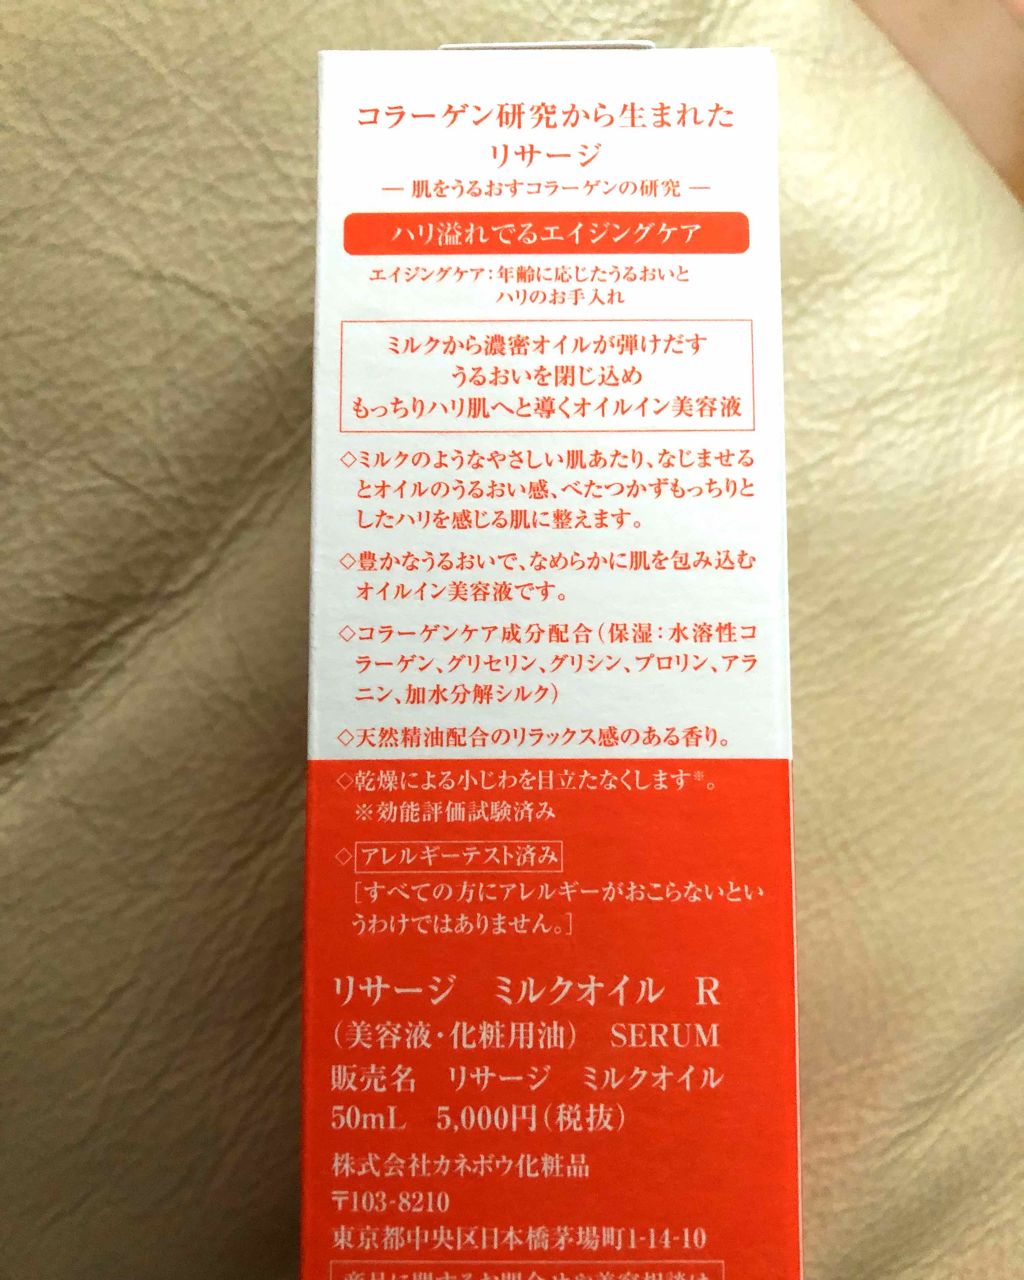 コラーゲン研究から生まれた
リサージ
― 肌をうるおすコラーゲンの研究 ―
ハリ溢れでるエイジングケア
エイジングケア：年齢に応じたうるおいと
ハリのお手入れ
ミルクから濃密オイルが弾けだす
うるおいを閉じ込め
もっちりハリ肌へと導くオイルイン美容液
◇ミルクのようなやさしい肌あたり、なじませる
とオイルのうるおい感、べたつかずもっちりと
したハリを感じる肌に整えます。
◇豊かなうるおいで、なめらかに肌を包み込む
オイルイン美容液です。
◇コラーゲンケア成分配合（保湿：水溶性コ
ラーゲン、グリセリン、グリシン、プロリン、アラ
ニン、加水分解シルク）
◇天然精油配合のリラックス感のある香り。
◇乾燥による小じわを目立たなくします※。
※効能評価試験済み
◇アレルギーテスト済み
［すべての方にアレルギーがおこらないとい
うわけではありません。］
リサージ　ミルクオイル　R
（美容液・化粧用油）　SERUM
販売名　リサージ　ミルクオイル
50mL　5,000円（税抜）
株式会社カネボウ化粧品
〒103-8210
東京都中央区日本橋茅場町1-14-10
商品に関するお問合せや美容相談は